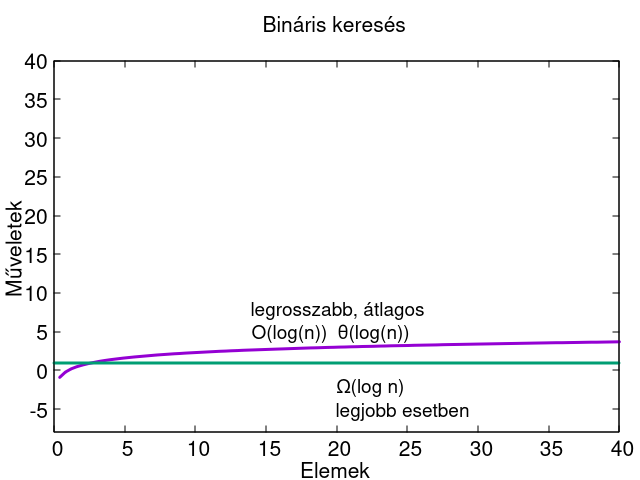 Bináris keresés
40
35
30
25
20
15
10
5
0
-5
Műveletek
legrosszabb, átlagos
O(log(n))  θ(log(n))
Ω(log n)
legjobb esetben
0 5 10 15 20 25 30 35 40
Elemek